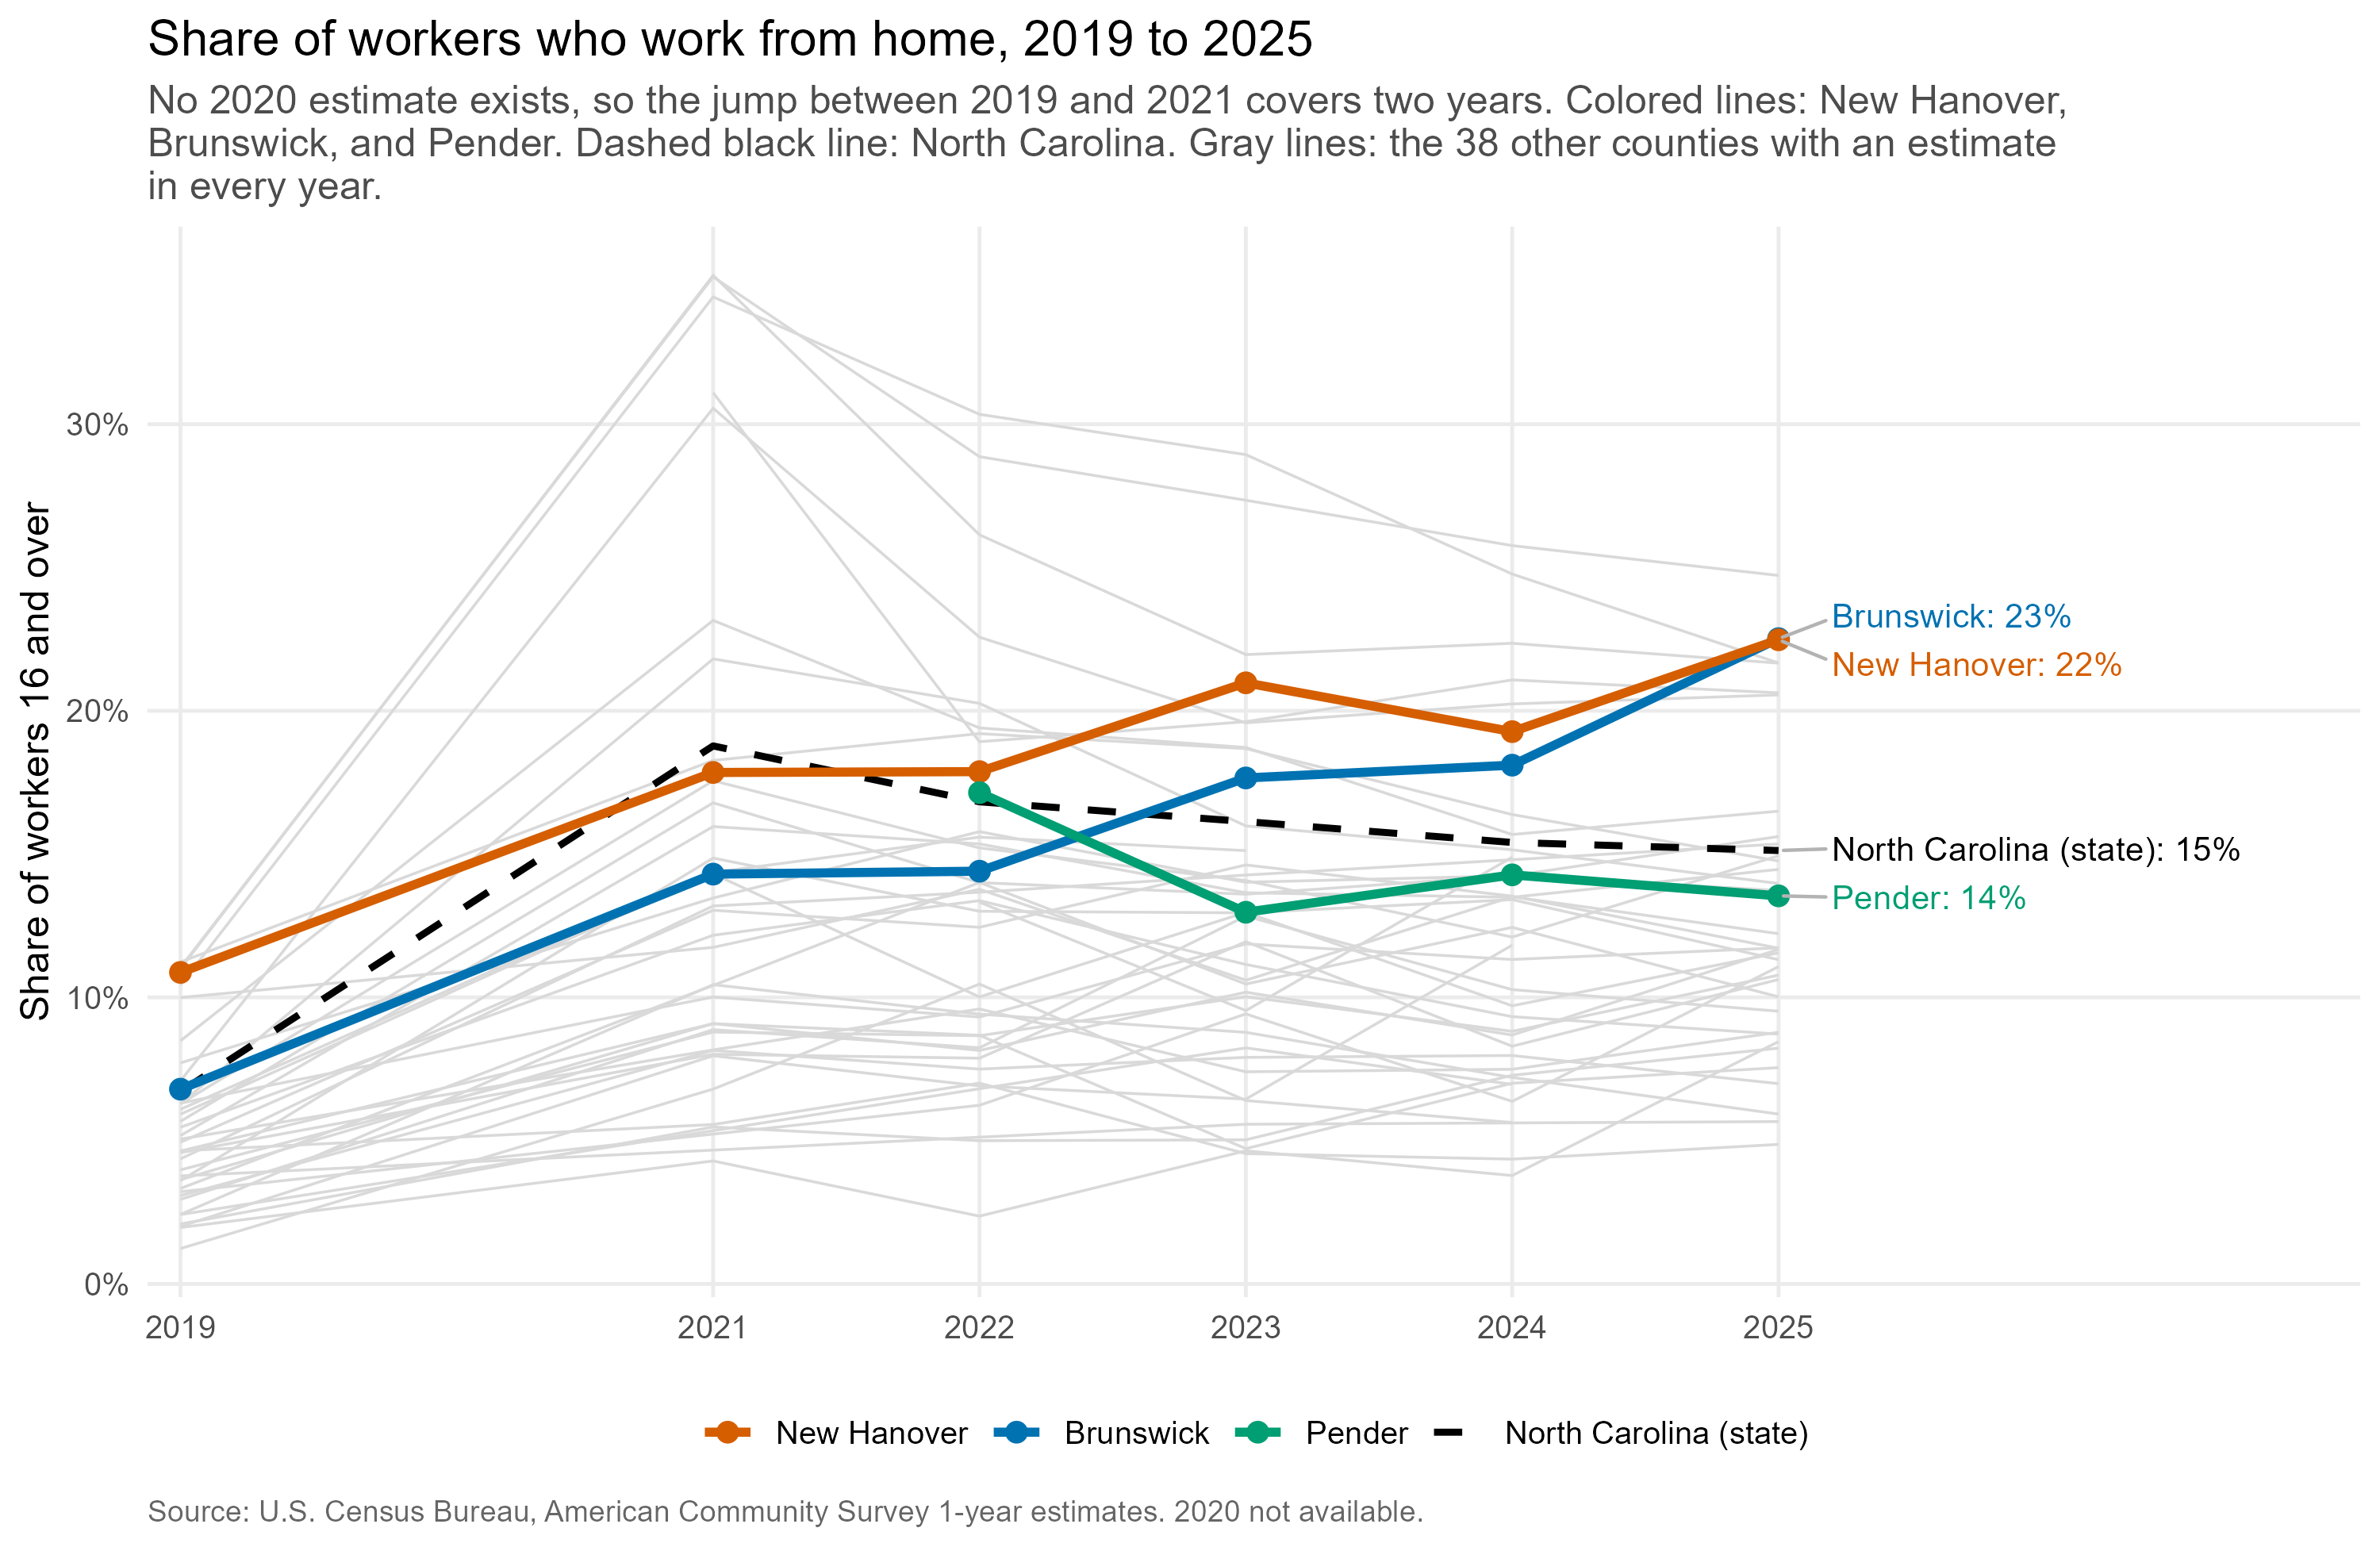 Share of workers who work from home, 2019 to 2025
No 2020 estimate exists, so the jump between 2019 and 2021 covers two years. Colored lines: New Hanover,
Brunswick, and Pender. Dashed black line: North Carolina. Gray lines: the 38 other counties with an estimate
in every year.
Share of workers 16 and over
30%
20%
10%
0%
Brunswick: 23%
New Hanover: 22%
North Carolina (state): 15%
Pender: 14%
2019 2021 2022 2023 2024 2025
New Hanover Brunswick Pender North Carolina (state)
Source: U.S. Census Bureau, American Community Survey 1-year estimates. 2020 not available.